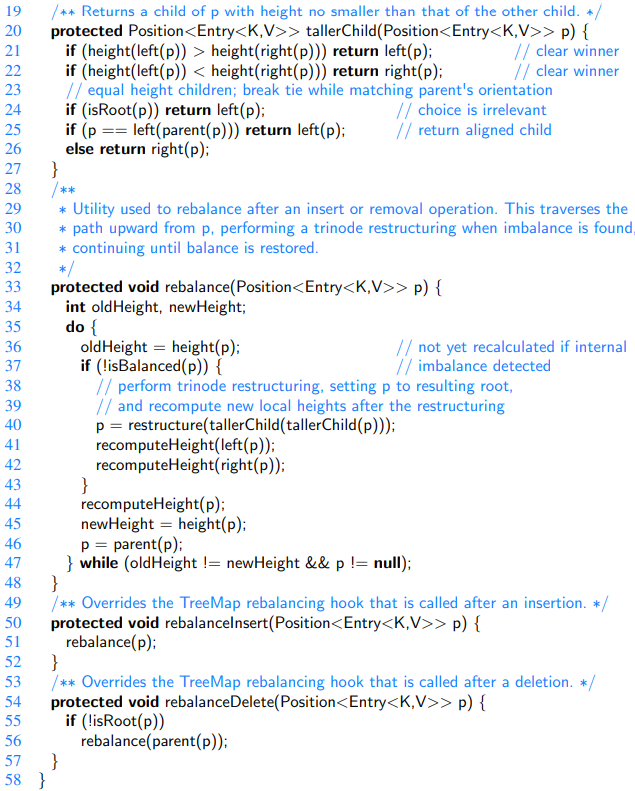 19 /** Returns a child of p with height no smaller than that of the other child. */
20 protected Position<Entry<K,V>> tallerChild(Position<Entry<K,V>> p) {
21 if (height(left(p)) > height(right(p))) return left(p); // clear winner
22 if (height(left(p)) < height(right(p))) return right(p); // clear winner
23 // equal height children; break tie while matching parent's orientation
24 if (isRoot(p)) return left(p); // choice is irrelevant
25 if (p == left(parent(p))) return left(p); // return aligned child
26 else return right(p);
27 }
28 /**
29 * Utility used to rebalance after an insert or removal operation. This traverses the
30 * path upward from p, performing a trinode restructuring when imbalance is found,
31 * continuing until balance is restored.
32 */
33 protected void rebalance(Position<Entry<K,V>> p) {
34 int oldHeight, newHeight;
35 do {
36 oldHeight = height(p); // not yet recalculated if internal
37 if (!isBalanced(p)) { // imbalance detected
38 // perform trinode restructuring, setting p to resulting root,
39 // and recompute new local heights after the restructuring
40 p = restructure(tallerChild(tallerChild(p)));
41 recomputeHeight(left(p));
42 recomputeHeight(right(p));
43 }
44 recomputeHeight(p);
45 newHeight = height(p);
46 p = parent(p);
47 } while (oldHeight != newHeight && p != null);
48 }
49 /** Overrides the TreeMap rebalancing hook that is called after an insertion. */
50 protected void rebalanceInsert(Position<Entry<K,V>> p) {
51 rebalance(p);
52 }
53 /** Overrides the TreeMap rebalancing hook that is called after a deletion. */
54 protected void rebalanceDelete(Position<Entry<K,V>> p) {
55 if (!isRoot(p))
56 rebalance(parent(p));
57 }
58 }